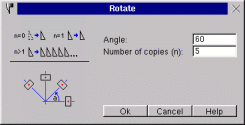 Rotate
n=0 n=1
n>1 ...
a
Angle: 60
Number of copies (n): 5
Ok Cancel Help